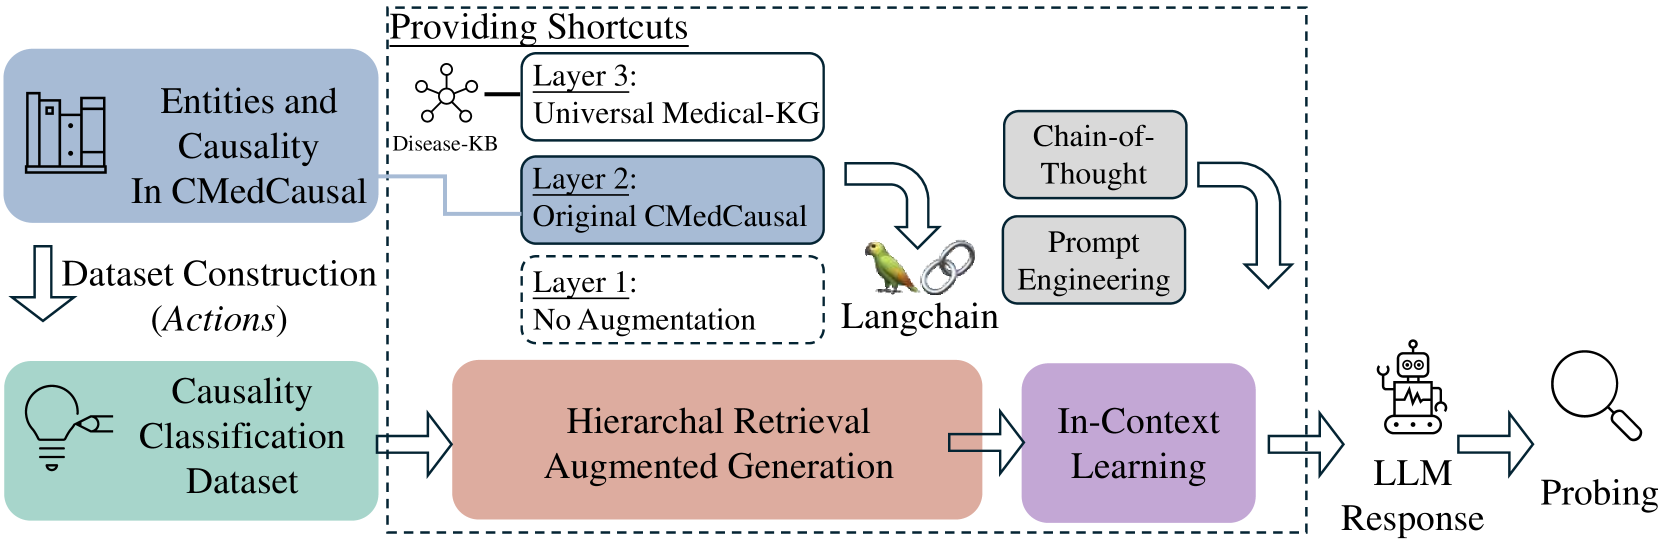 Providing Shortcuts
Entities and
Causality
In CMedCausal
Dataset Construction
(Actions)
Causality
Classification
Dataset
Disease-KB
Layer 3:
Universal Medical-KG
Layer 2:
Original CMedCausal
Layer 1:
No Augmentation
Langchain
Chain-of-
Thought
Prompt
Engineering
Hierarchal Retrieval
Augmented Generation
In-Context
Learning
LLM
Response
Probing